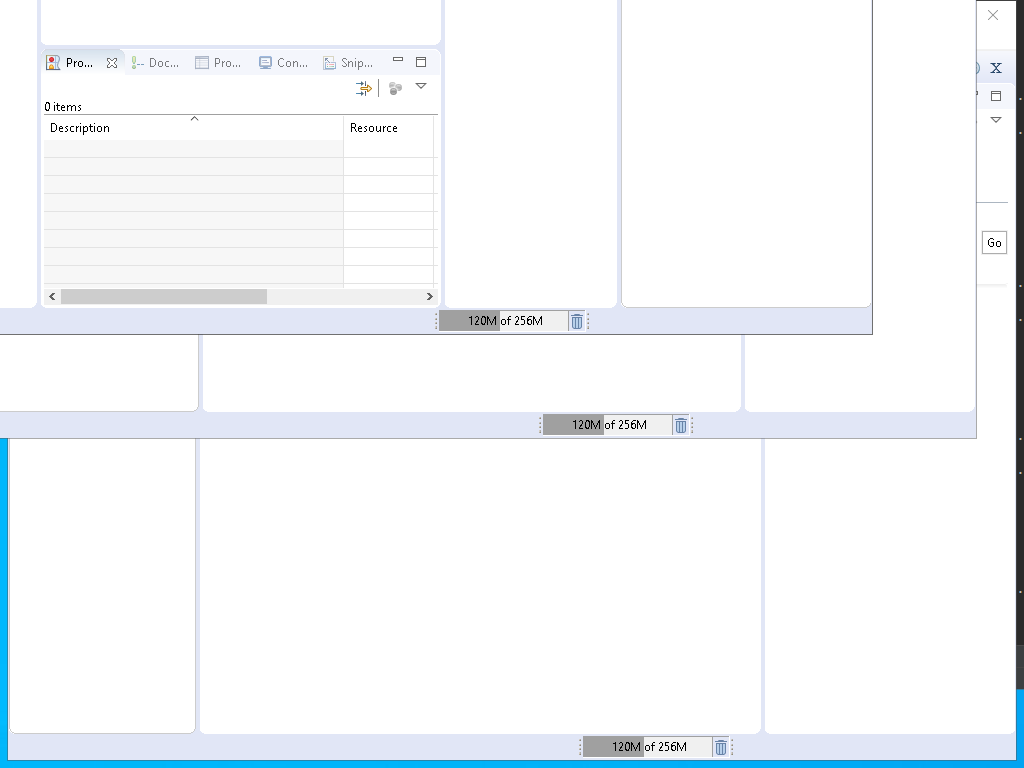 Pro... Doc... Pro... Con... Snip...
X
0 items
Description Resource
Go
120M of 256M
120M of 256M
120M of 256M